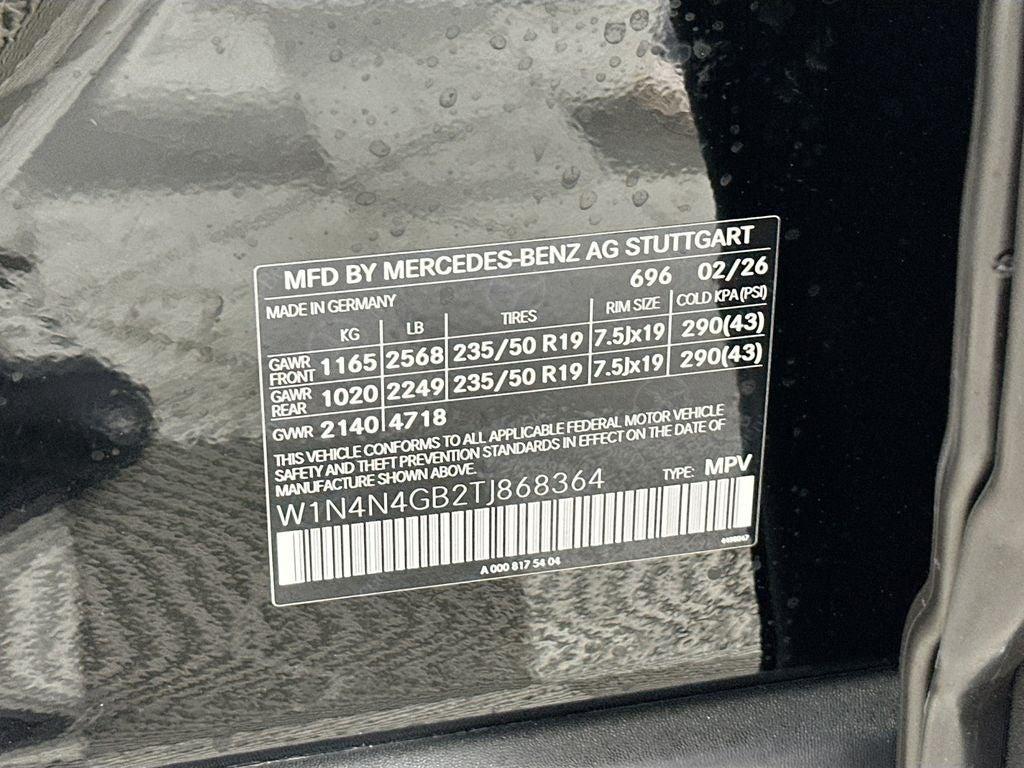 MFD BY MERCEDES-BENZ AG STUTTGART
696 02/26
MADE IN GERMANY
KG LB TIRES RIM SIZE COLD KPA (PSI)
GAWR FRONT 1165 2568 235/50 R19 7.5Jx19 290(43)
GAWR REAR 1020 2249 235/50 R19 7.5Jx19 290(43)
GVWR 2140 4718
THIS VEHICLE CONFORMS TO ALL APPLICABLE FEDERAL MOTOR VEHICLE
SAFETY AND THEFT PREVENTION STANDARDS IN EFFECT ON THE DATE OF
MANUFACTURE SHOWN ABOVE.
TYPE: MPV
W1N4N4GB2TJ868364
A 000 817 54 04